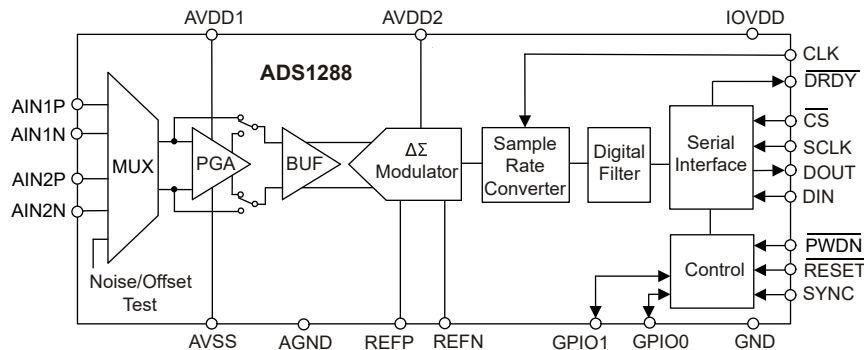 AVDD1
AVDD2
IOVDD
ADS1288
CLK
DRDY
AIN1P
AIN1N
AIN2P
AIN2N
MUX
PGA
BUF
ΔΣ
Modulator
Sample
Rate
Converter
Digital
Filter
Serial
Interface
CS
SCLK
DOUT
DIN
Noise/Offset
Test
Control
PWDN
RESET
SYNC
AVSS
AGND
REFP
REFN
GPIO1
GPIO0
GND